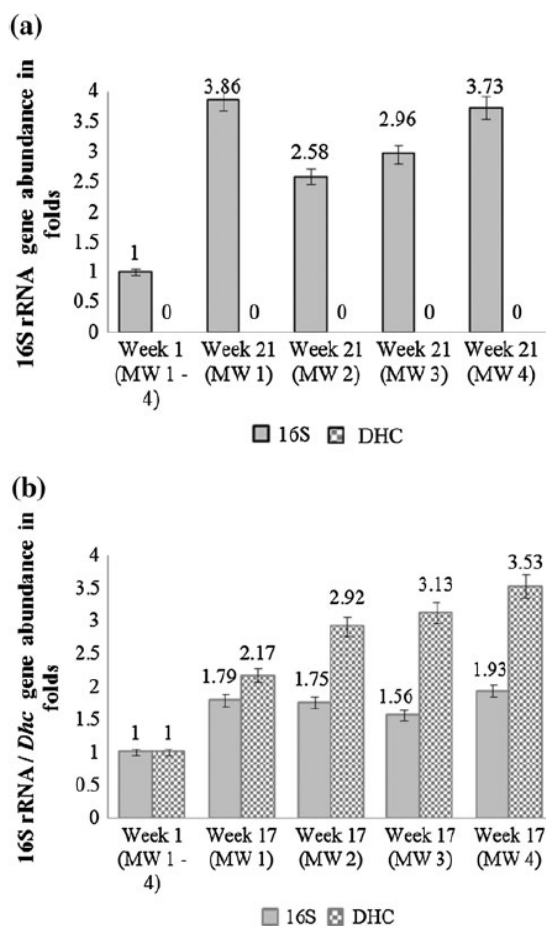 (a)
16S rRNA gene abundance in
folds
4
3.5
3
2.5
2
1.5
1
0.5
0
1 0
3.86 0
2.58 0
2.96 0
3.73 0
Week 1 Week 21 Week 21 Week 21 Week 21
(MW 1 - (MW 1) (MW 2) (MW 3) (MW 4)
4)
16S DHC
(b)
16S rRNA / Dhc gene abundance in
folds
4
3.5
3
2.5
2
1.5
1
0.5
0
1 1
1.79 2.17
1.75 2.92
1.56 3.13
1.93 3.53
Week 1 Week 17 Week 17 Week 17 Week 17
(MW 1 - (MW 1) (MW 2) (MW 3) (MW 4)
4)
16S DHC